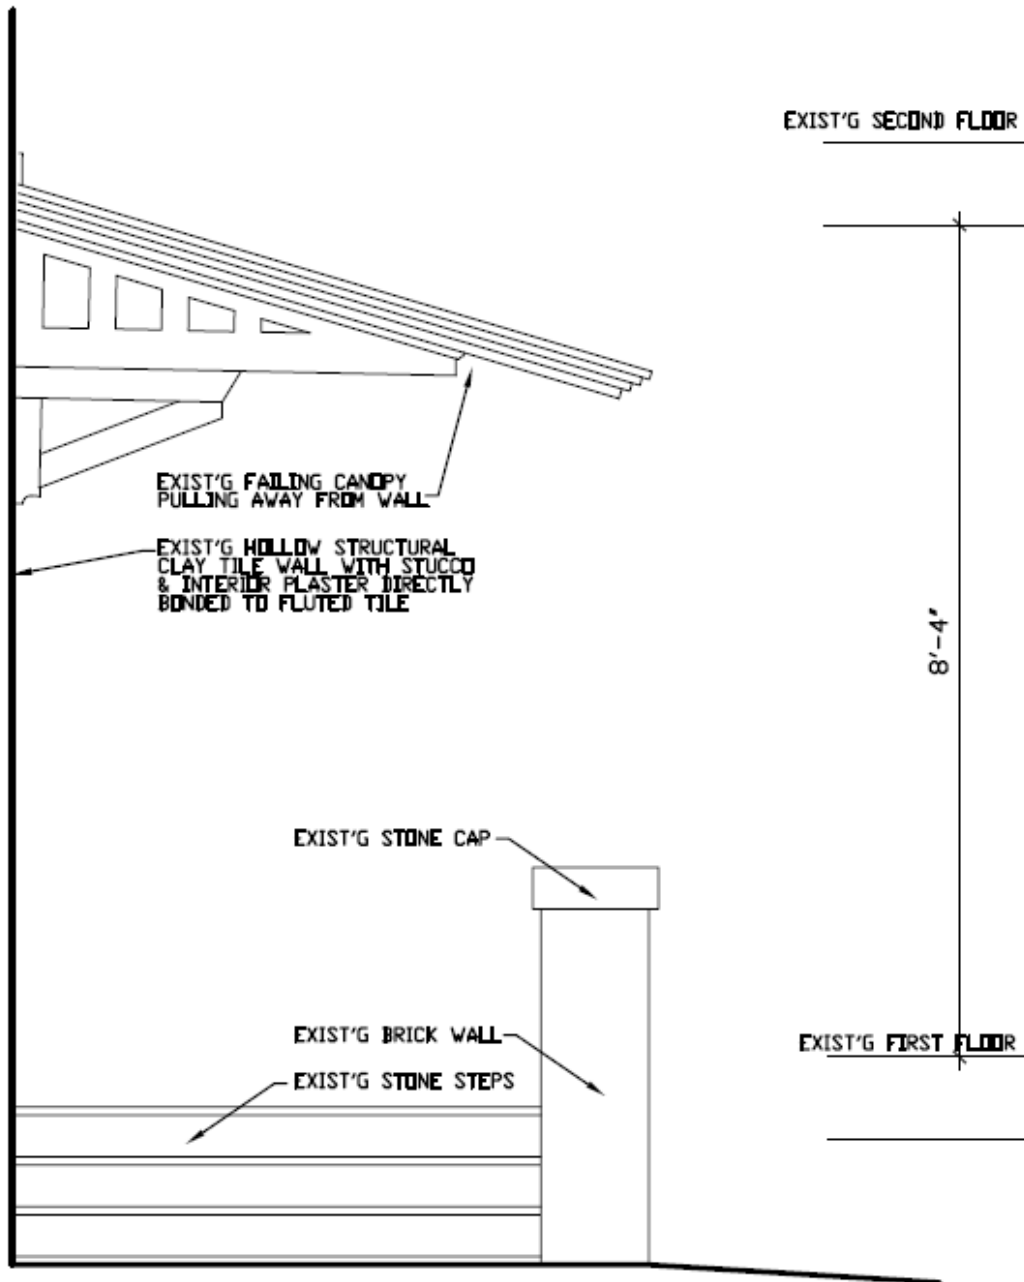 EXIST'G SECOND FLOOR
EXIST'G FAILING CANOPY
PULLING AWAY FROM WALL
EXIST'G HOLLOW STRUCTURAL
CLAY TILE WALL WITH STUCCO
& INTERIOR PLASTER DIRECTLY
BONDED TO FLUTED TILE
8'-4"
EXIST'G STONE CAP
EXIST'G BRICK WALL
EXIST'G FIRST FLOOR
EXIST'G STONE STEPS